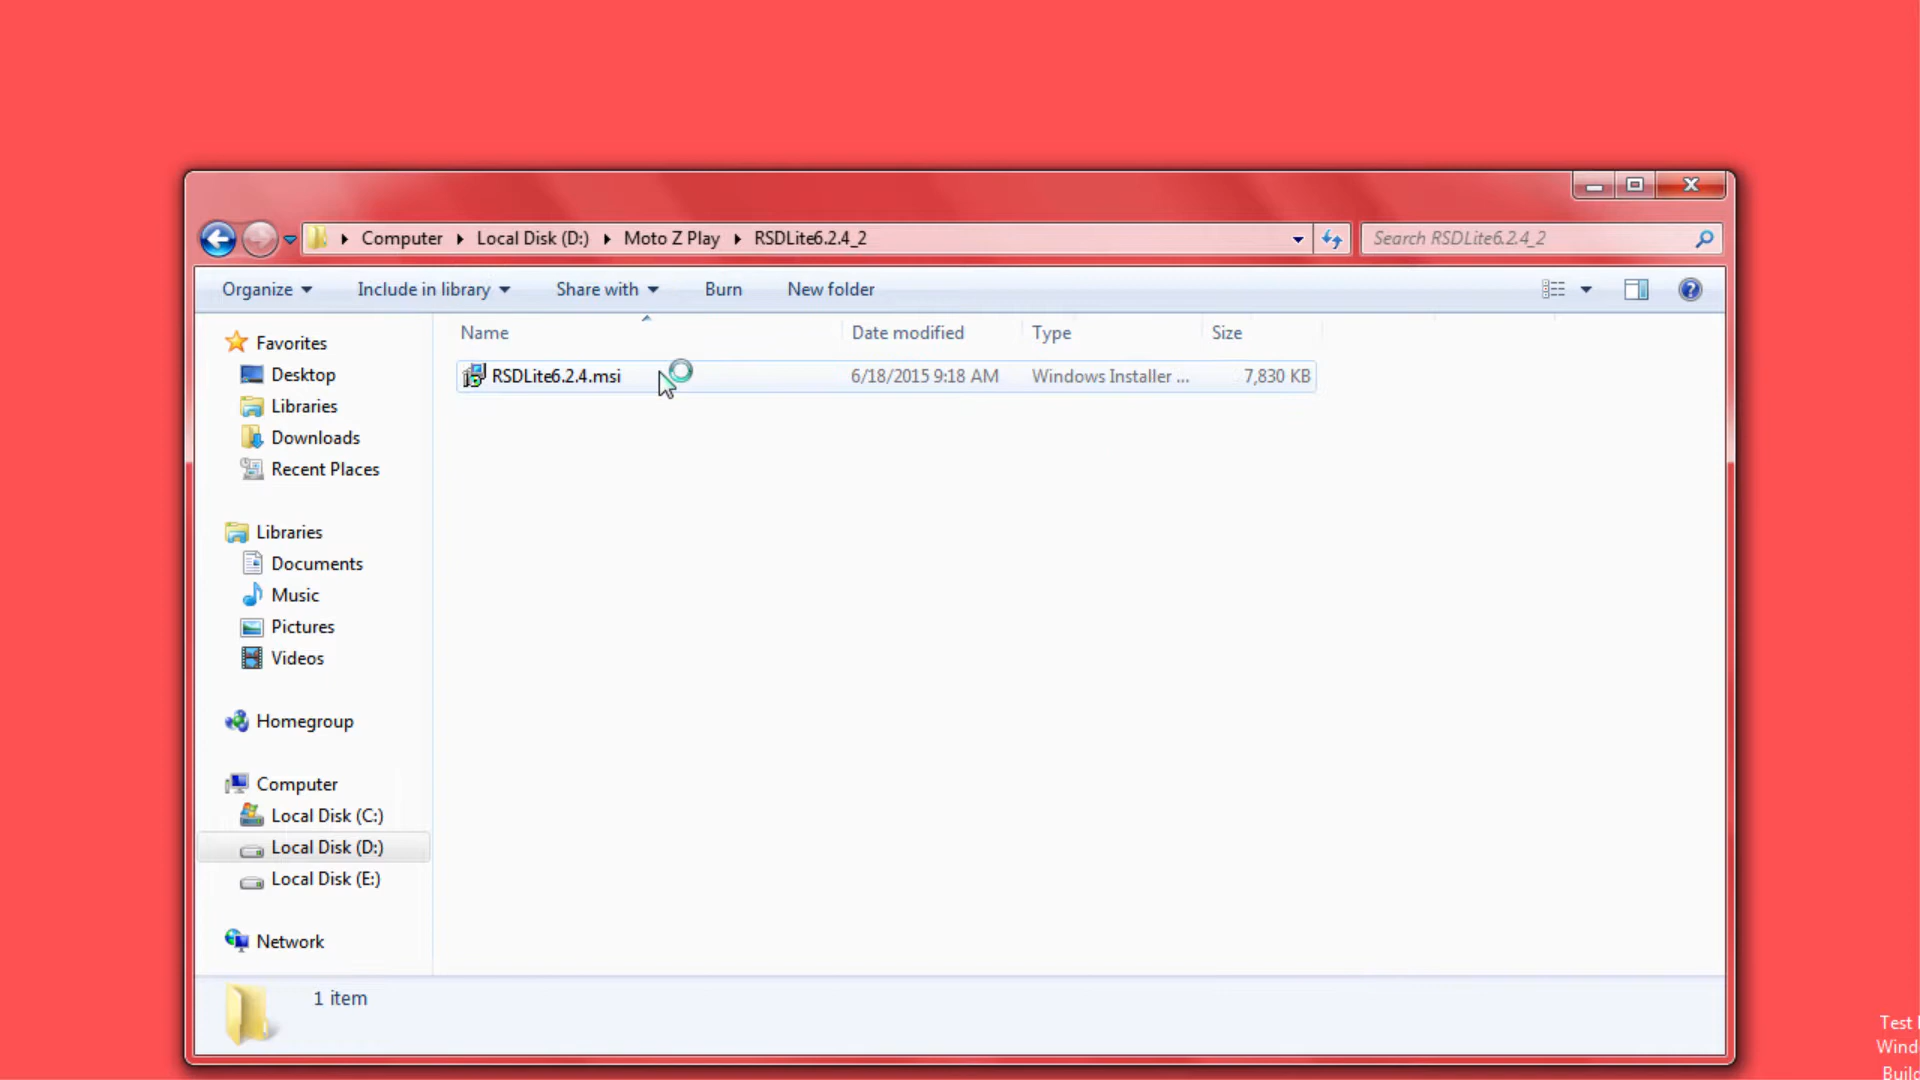 Computer Local Disk (D:) Moto Z Play RSDLite6.2.4_2 Search RSDLite6.2.4_2
Organize Include in library Share with Burn New folder
Name Date modified Type Size
RSDLite6.2.4.msi 6/18/2015 9:18 AM Windows Installer ... 7,830 KB
Favorites
Desktop
Libraries
Downloads
Recent Places
Libraries
Documents
Music
Pictures
Videos
Homegroup
Computer
Local Disk (C:)
Local Disk (D:)
Local Disk (E:)
Network
1 item
Test
Wind
Build